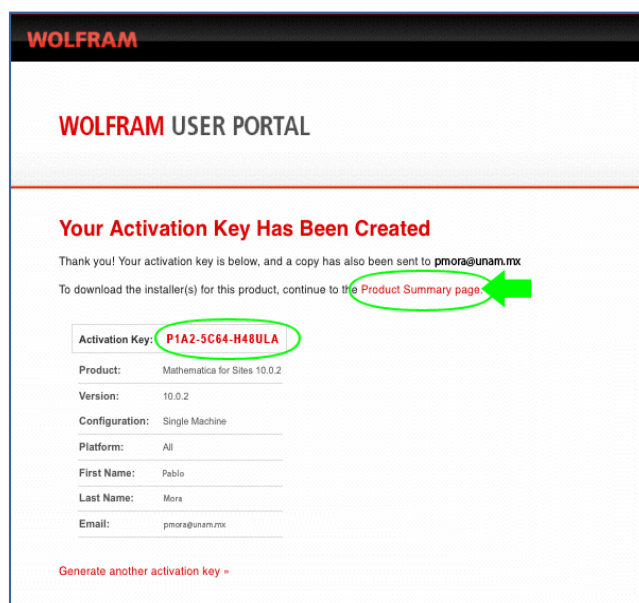 WOLFRAM
WOLFRAM USER PORTAL
Your Activation Key Has Been Created
Thank you! Your activation key is below, and a copy has also been sent to pmora@unam.mx
To download the installer(s) for this product, continue to the Product Summary page.
Activation Key: P1A2-5C64-H48ULA
Product: Mathematica for Sites 10.0.2
Version: 10.0.2
Configuration: Single Machine
Platform: All
First Name: Pablo
Last Name: Mora
Email: pmora@unam.mx
Generate another activation key »